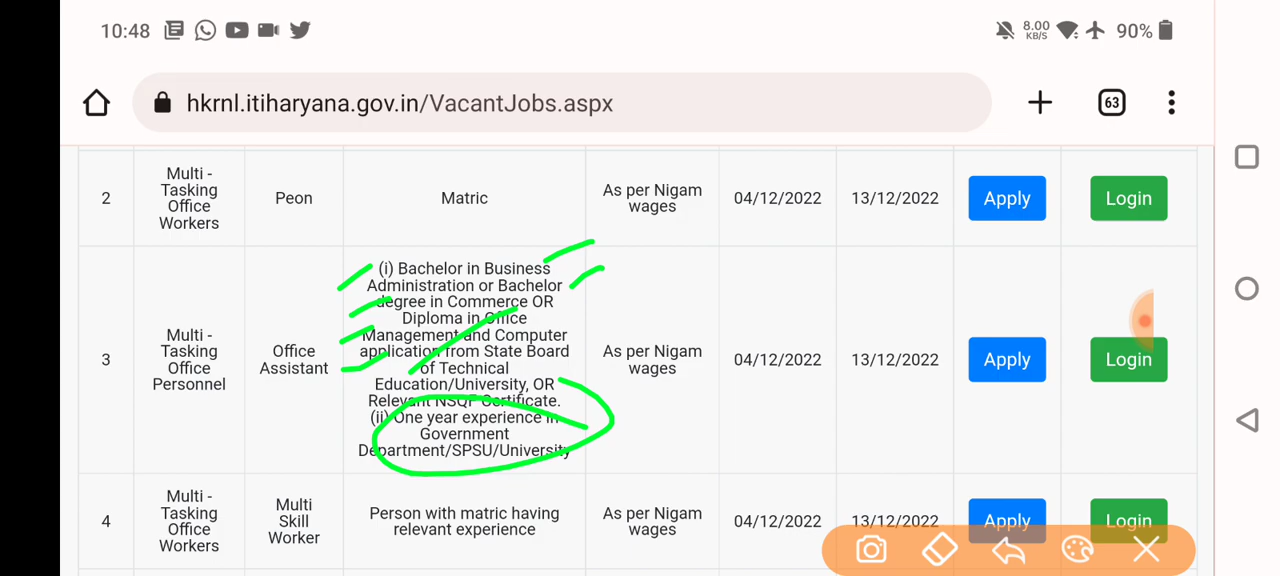 10:48
8.00
KB/S
90%
hkrnl.itiharyana.gov.in/VacantJobs.aspx
63
2
Multi -
Tasking
Office
Workers
Peon
Matric
As per Nigam
wages
04/12/2022
13/12/2022
Apply
Login
3
Multi -
Tasking
Office
Personnel
Office
Assistant
(i) Bachelor in Business
Administration or Bachelor
degree in Commerce OR
Diploma in Office
Management and Computer
application from State Board
of Technical
Education/University, OR
Relevant NSQF Certificate.
(ii) One year experience in
Government
Department/SPSU/University
As per Nigam
wages
04/12/2022
13/12/2022
Apply
Login
4
Multi -
Tasking
Office
Workers
Multi
Skill
Worker
Person with matric having
relevant experience
As per Nigam
wages
04/12/2022
13/12/2022
Apply
Login